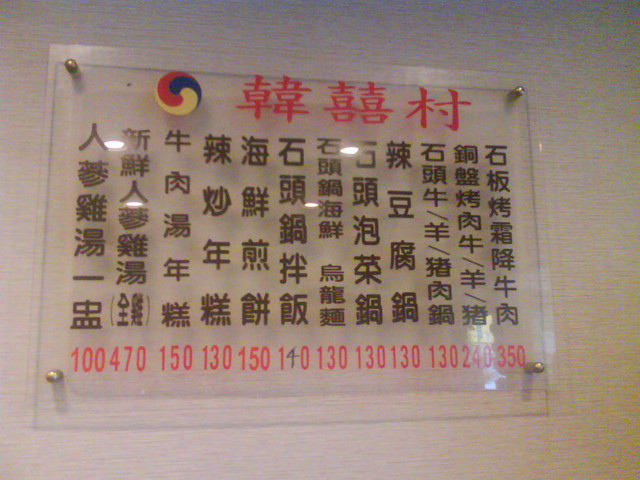 韓囍村
石板烤霜降牛肉 350
銅盤烤肉牛/羊/豬 240
石頭牛/羊/豬肉鍋 130
辣豆腐鍋 130
石頭泡菜鍋 130
石頭鍋海鮮烏龍麵 130
石頭鍋拌飯 140
海鮮煎餅 150
辣炒年糕 130
牛肉湯年糕 150
新鮮人蔘雞湯(全雞) 470
人蔘雞湯一盅 100